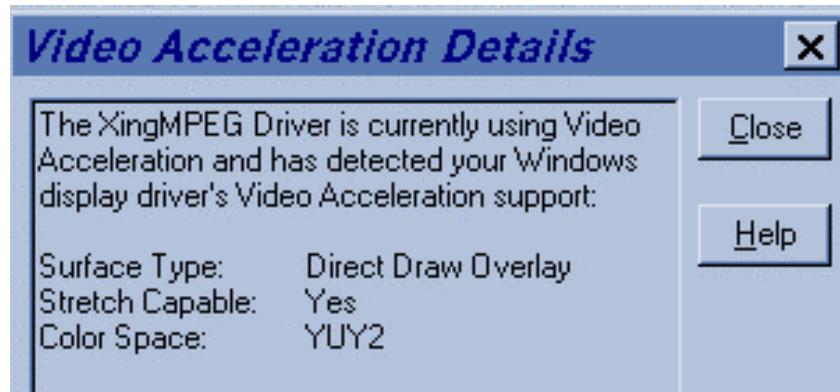 Video Acceleration Details
The XingMPEG Driver is currently using Video
Acceleration and has detected your Windows
display driver's Video Acceleration support:
Surface Type: Direct Draw Overlay
Stretch Capable: Yes
Color Space: YUY2
Close
Help